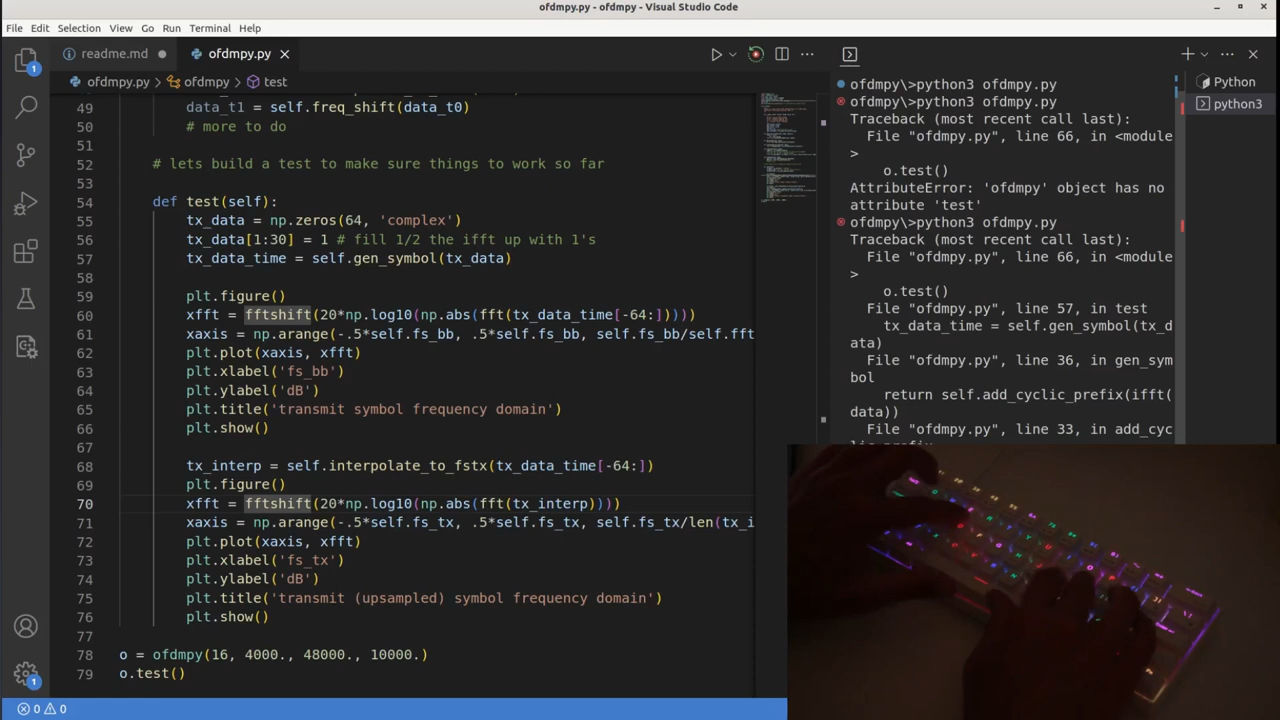 ofdmpy.py - ofdmpy - Visual Studio Code
File Edit Selection View Go Run Terminal Help
readme.md
ofdmpy.py
ofdmpy.py > ofdmpy > test
49 data_t1 = self.freq_shift(data_t0)
50 # more to do
51
52 # lets build a test to make sure things to work so far
53
54 def test(self):
55 tx_data = np.zeros(64, 'complex')
56 tx_data[1:30] = 1 # fill 1/2 the ifft up with 1's
57 tx_data_time = self.gen_symbol(tx_data)
58
59 plt.figure()
60 xfft = fftshift(20*np.log10(np.abs(fft(tx_data_time[-64:]))))
61 xaxis = np.arange(-.5*self.fs_bb, .5*self.fs_bb, self.fs_bb/self.fft
62 plt.plot(xaxis, xfft)
63 plt.xlabel('fs_bb')
64 plt.ylabel('dB')
65 plt.title('transmit symbol frequency domain')
66 plt.show()
67
68 tx_interp = self.interpolate_to_fstx(tx_data_time[-64:])
69 plt.figure()
70 xfft = fftshift(20*np.log10(np.abs(fft(tx_interp))))
71 xaxis = np.arange(-.5*self.fs_tx, .5*self.fs_tx, self.fs_tx/len(tx_i
72 plt.plot(xaxis, xfft)
73 plt.xlabel('fs_tx')
74 plt.ylabel('dB')
75 plt.title('transmit (upsampled) symbol frequency domain')
76 plt.show()
77
78 o = ofdmpy(16, 4000., 48000., 10000.)
79 o.test()
ofdmpy\>python3 ofdmpy.py
ofdmpy\>python3 ofdmpy.py
Traceback (most recent call last):
File "ofdmpy.py", line 66, in <module
>
o.test()
AttributeError: 'ofdmpy' object has no
attribute 'test'
ofdmpy\>python3 ofdmpy.py
Traceback (most recent call last):
File "ofdmpy.py", line 66, in <module
>
o.test()
File "ofdmpy.py", line 57, in test
tx_data_time = self.gen_symbol(tx_d
ata)
File "ofdmpy.py", line 36, in gen_sym
bol
return self.add_cyclic_prefix(ifft(
data))
File "ofdmpy.py", line 33, in add_cyc
Python
python3
1
1
0 0